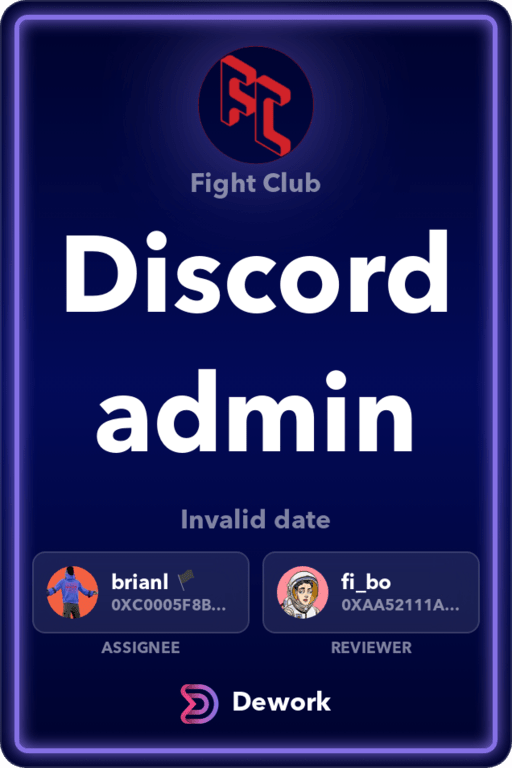 FC
Fight Club
Discord
admin
Invalid date
brianl 🏴
0XC0005F8B...
fi_bo
0XAA52111A...
ASSIGNEE
REVIEWER
Dework